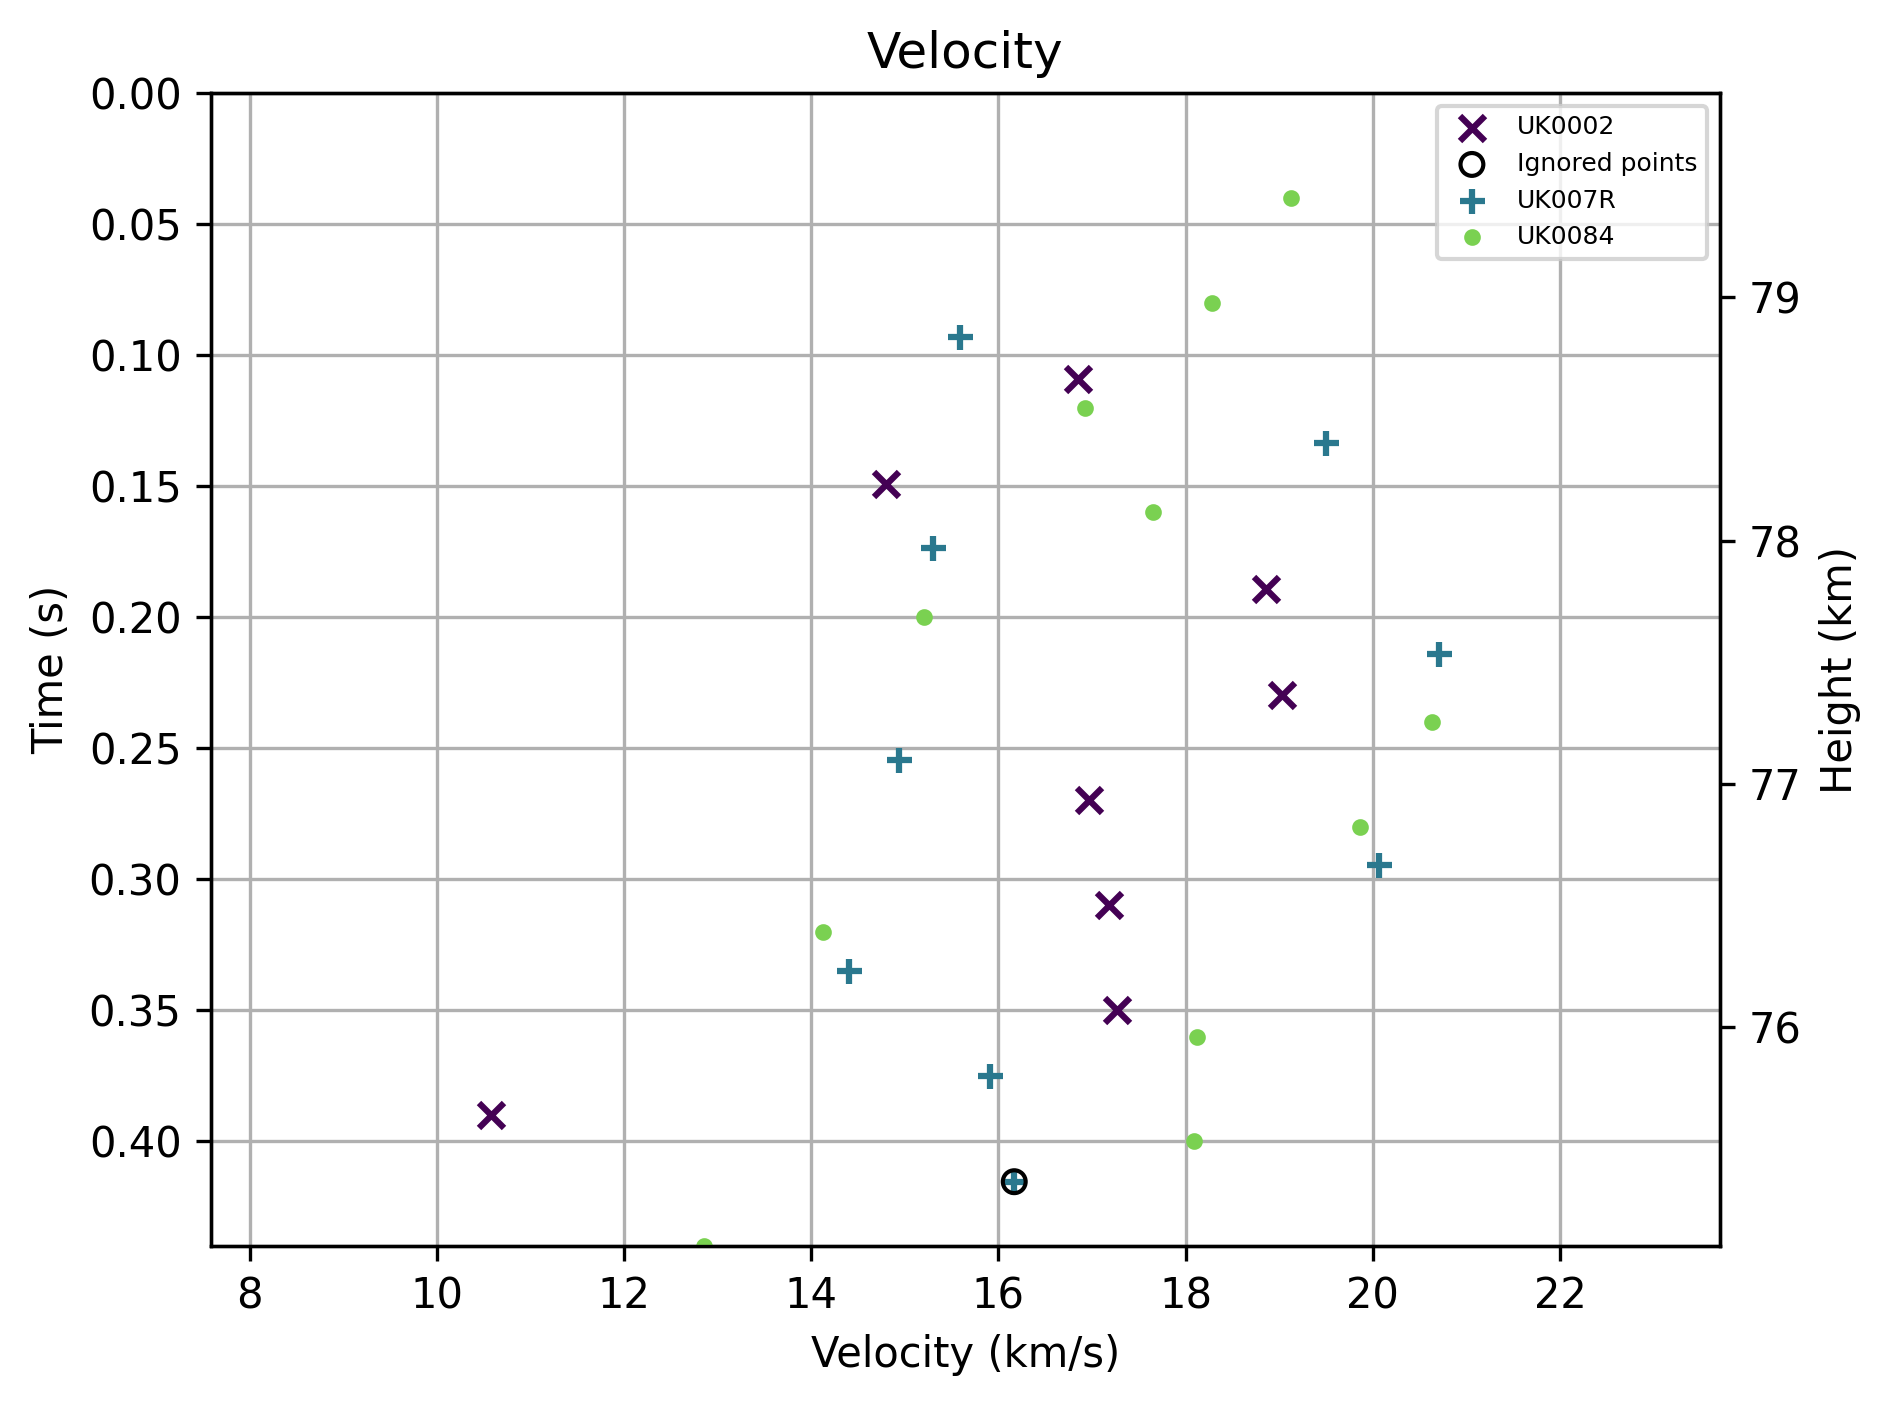 Velocity
0.00
0.05
0.10
0.15
0.20
0.25
0.30
0.35
0.40
Time (s)
UK0002
Ignored points
UK007R
UK0084
79
78
77
76
Height (km)
8 10 12 14 16 18 20 22
Velocity (km/s)